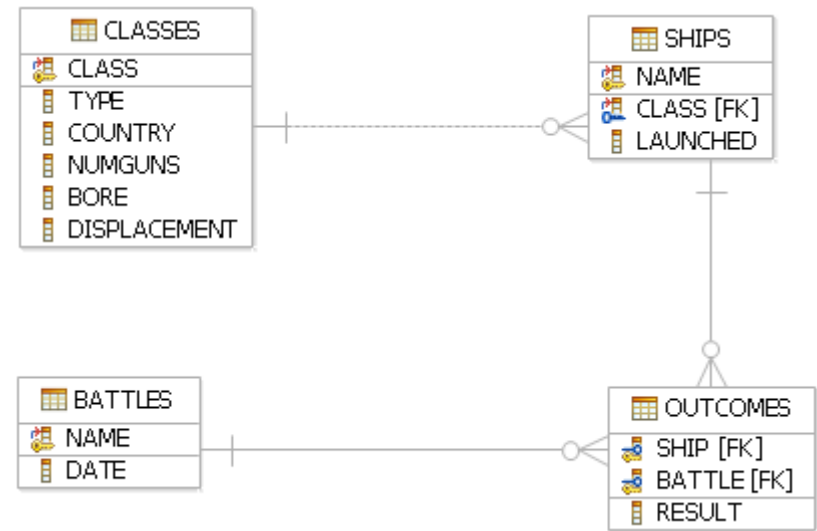 CLASSES
CLASS
TYPE
COUNTRY
NUMGUNS
BORE
DISPLACEMENT
SHIPS
NAME
CLASS [FK]
LAUNCHED
BATTLES
NAME
DATE
OUTCOMES
SHIP [FK]
BATTLE [FK]
RESULT